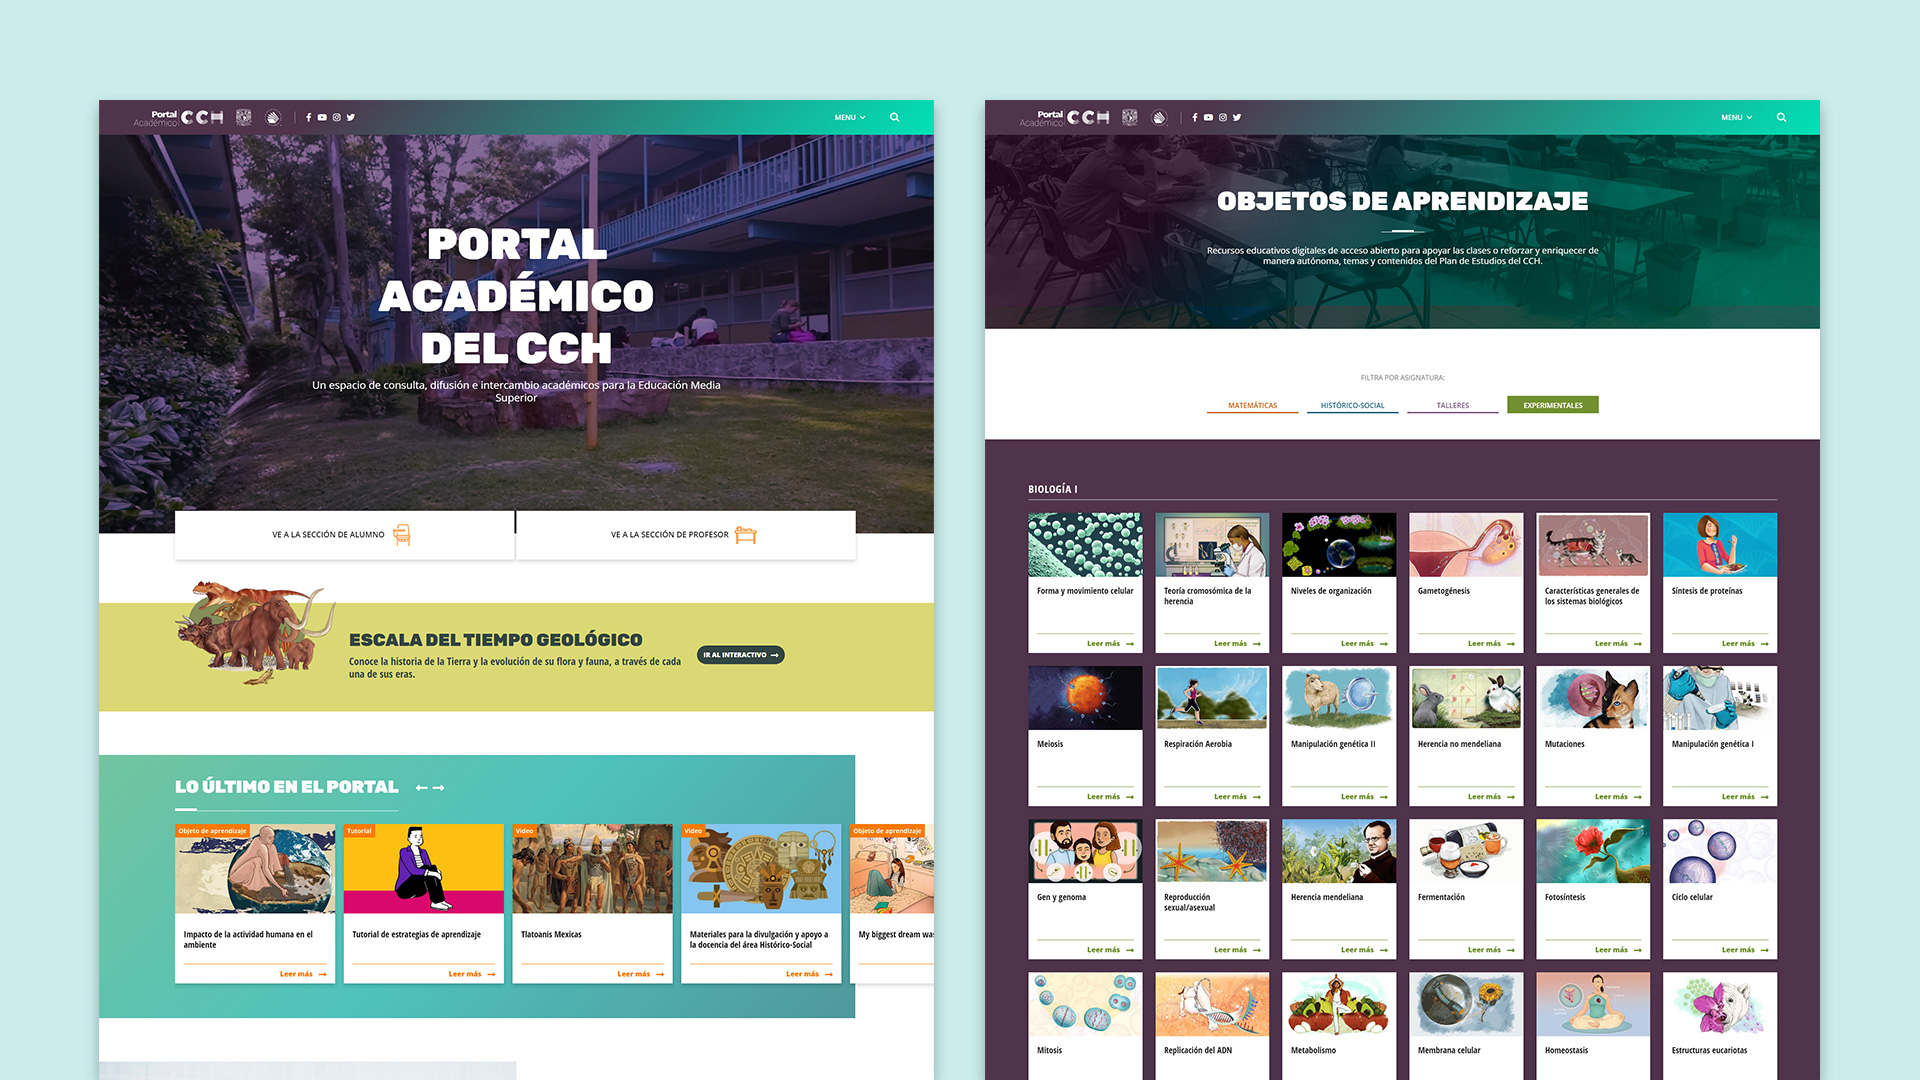 Portal
Académico
CCH
MENU
PORTAL
ACADÉMICO
DEL CCH
Un espacio de consulta, difusión e intercambio académicos para la Educación Media
Superior
VE A LA SECCIÓN DE ALUMNO
VE A LA SECCIÓN DE PROFESOR
ESCALA DEL TIEMPO GEOLÓGICO
Conoce la historia de la Tierra y la evolución de su flora y fauna, a través de cada
una de sus eras.
IR AL INTERACTIVO
LO ÚLTIMO EN EL PORTAL
Objeto de aprendizaje
Impacto de la actividad humana en el
ambiente
Leer más
Tutorial
Tutorial de estrategias de aprendizaje
Leer más
Video
Tlatoanis Mexicas
Leer más
Video
Materiales para la divulgación y apoyo a
la docencia del área Histórico-Social
Leer más
Objeto de aprendizaje
My biggest dream was
Portal
Académico
CCH
MENU
OBJETOS DE APRENDIZAJE
Recursos educativos digitales de acceso abierto para apoyar las clases o reforzar y enriquecer de
manera autónoma, temas y contenidos del Plan de Estudios del CCH.
FILTRA POR ASIGNATURA:
MATEMÁTICAS
HISTÓRICO-SOCIAL
TALLERES
EXPERIMENTALES
BIOLOGÍA I
Forma y movimiento celular
Leer más
Teoría cromosómica de la
herencia
Leer más
Niveles de organización
Leer más
Gametogénesis
Leer más
Características generales de
los sistemas biológicos
Leer más
Síntesis de proteínas
Leer más
Meiosis
Leer más
Respiración Aerobia
Leer más
Manipulación genética II
Leer más
Herencia no mendeliana
Leer más
Mutaciones
Leer más
Manipulación genética I
Leer más
Gen y genoma
Leer más
Reproducción
sexual/asexual
Leer más
Herencia mendeliana
Leer más
Fermentación
Leer más
Fotosíntesis
Leer más
Ciclo celular
Leer más
Mitosis
Replicación del ADN
Metabolismo
Membrana celular
Homeostasis
Estructuras eucariotas